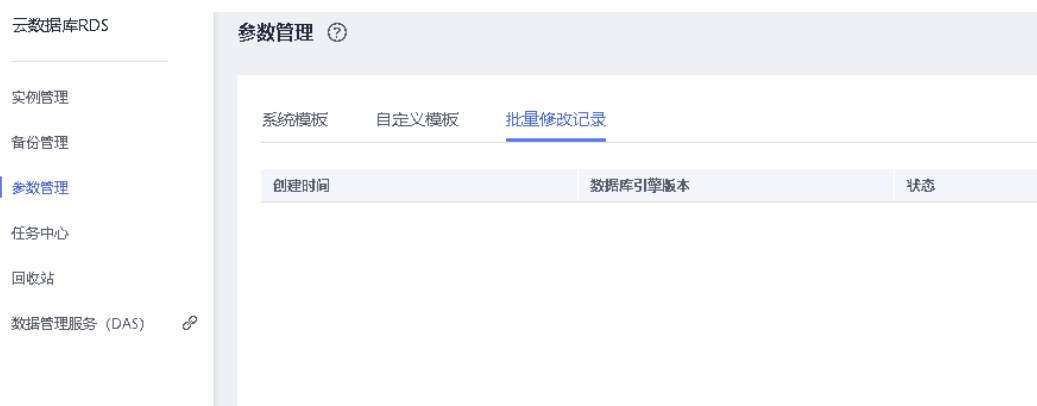 云数据库RDS
实例管理
备份管理
参数管理
任务中心
回收站
数据管理服务 (DAS)
参数管理 ?
系统模板 自定义模板 批量修改记录
创建时间 数据库引擎版本 状态